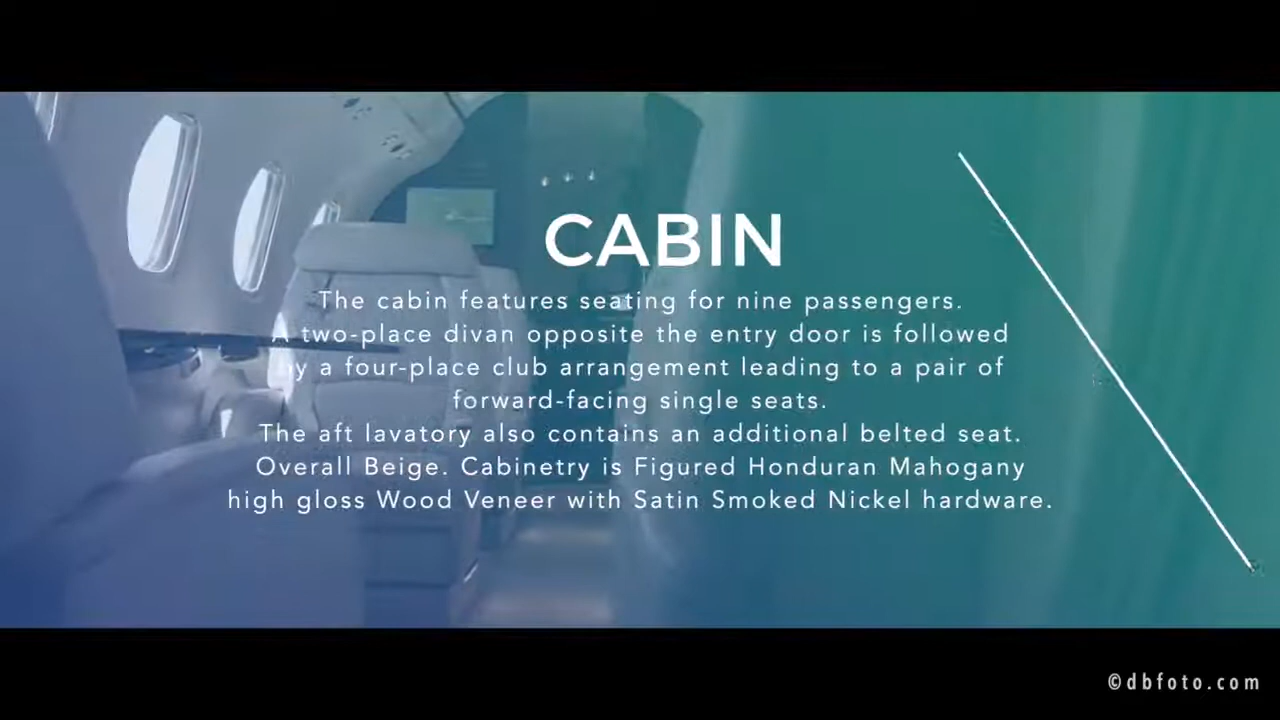 CABIN
The cabin features seating for nine passengers.
A two-place divan opposite the entry door is followed
by a four-place club arrangement leading to a pair of
forward-facing single seats.
The aft lavatory also contains an additional belted seat.
Overall Beige. Cabinetry is Figured Honduran Mahogany
high gloss Wood Veneer with Satin Smoked Nickel hardware.
©dbfoto.com